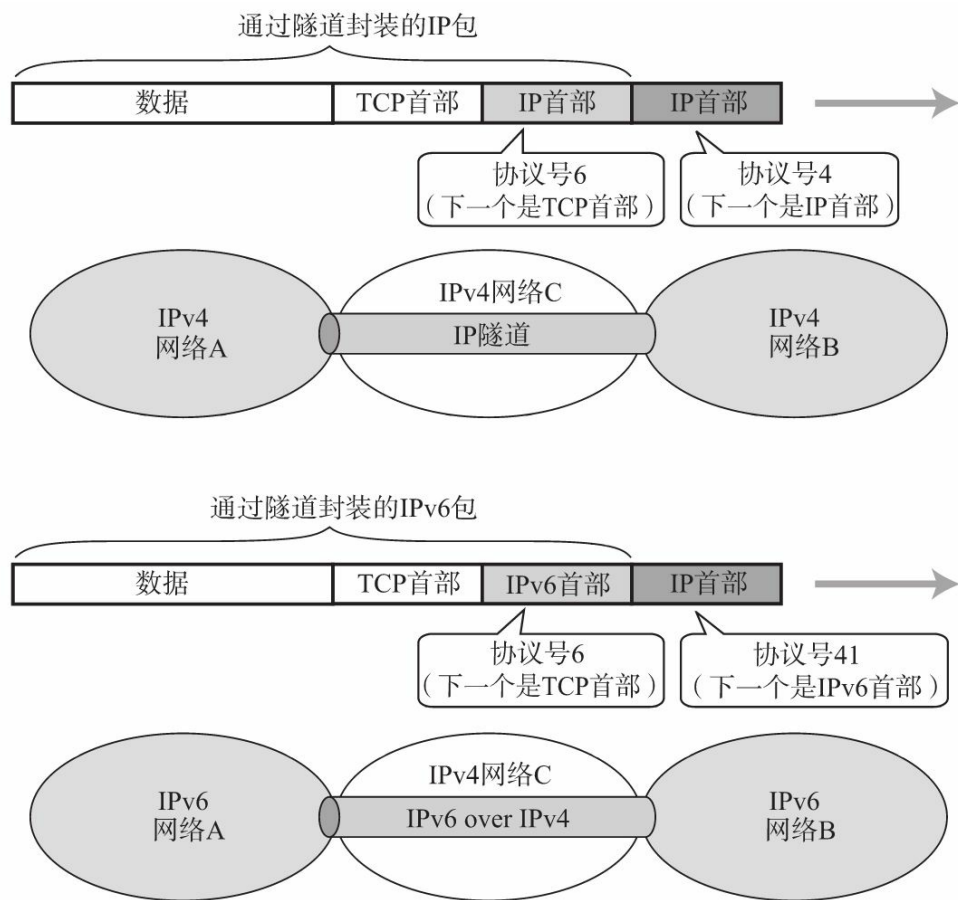 通过隧道封装的IP包
数据 TCP首部 IP首部 IP首部
协议号6
（下一个是TCP首部）
协议号4
（下一个是IP首部）
IPv4
网络A
IPv4网络C
IP隧道
IPv4
网络B
通过隧道封装的IPv6包
数据 TCP首部 IPv6首部 IP首部
协议号6
（下一个是TCP首部）
协议号41
（下一个是IPv6首部）
IPv6
网络A
IPv4网络C
IPv6 over IPv4
IPv6
网络B